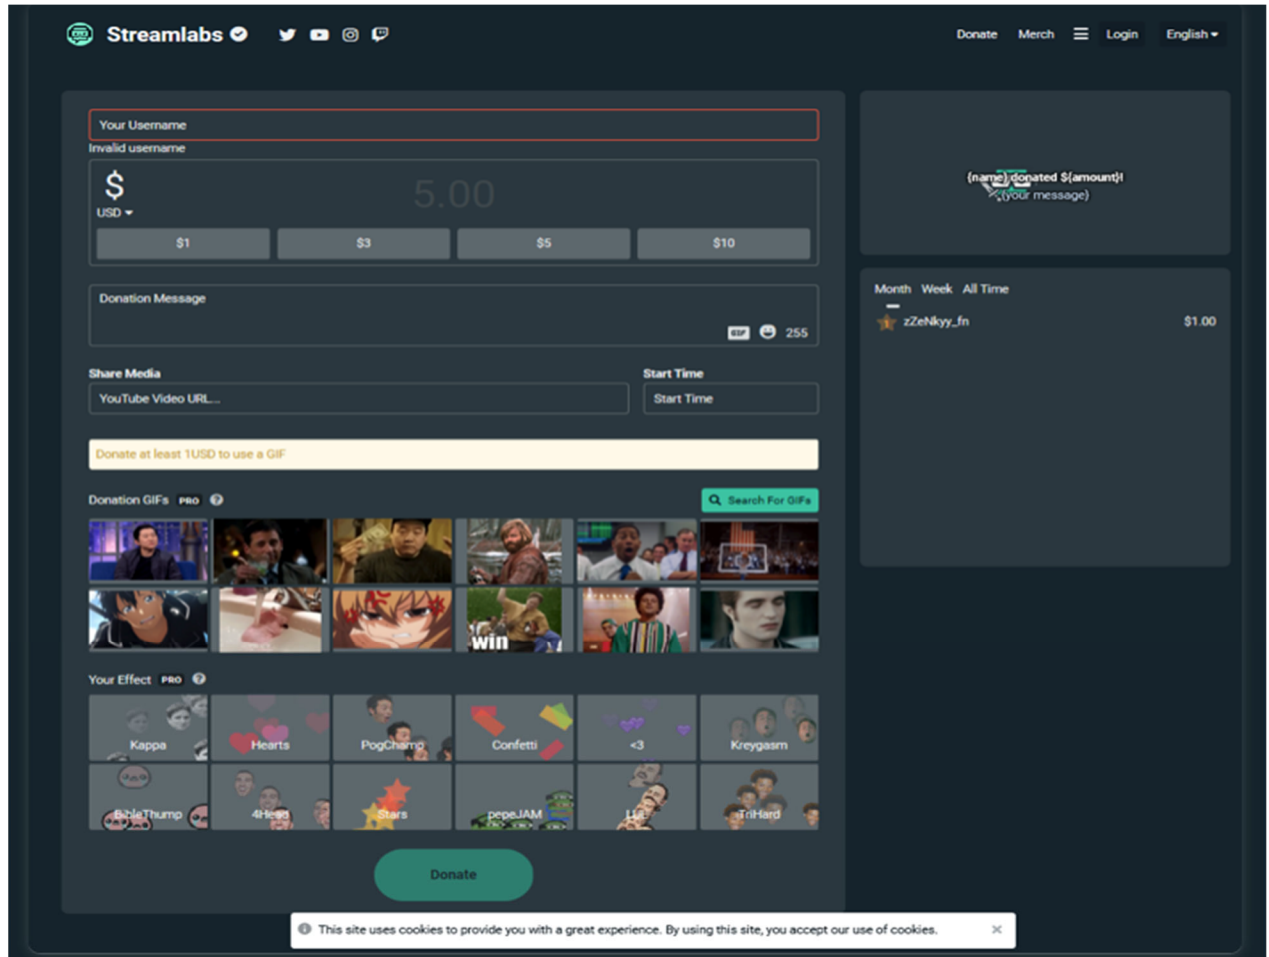 Streamlabs
Donate Merch Login English
Your Username
Invalid username
$
USD
5.00
$1 $3 $5 $10
Donation Message
GIF 255
Share Media Start Time
YouTube Video URL... Start Time
Donate at least 1USD to use a GIF
Donation GIFs PRO ?
Search For GIFs
win
Your Effect PRO ?
Kappa Hearts PogChamp Confetti <3 Kreygasm
BibleThump 4Head Stars pepeJAM LUL TriHard
Donate
{name} donated ${amount}!
{your message}
Month Week All Time
1 zZeNkyy_fn $1.00
This site uses cookies to provide you with a great experience. By using this site, you accept our use of cookies.